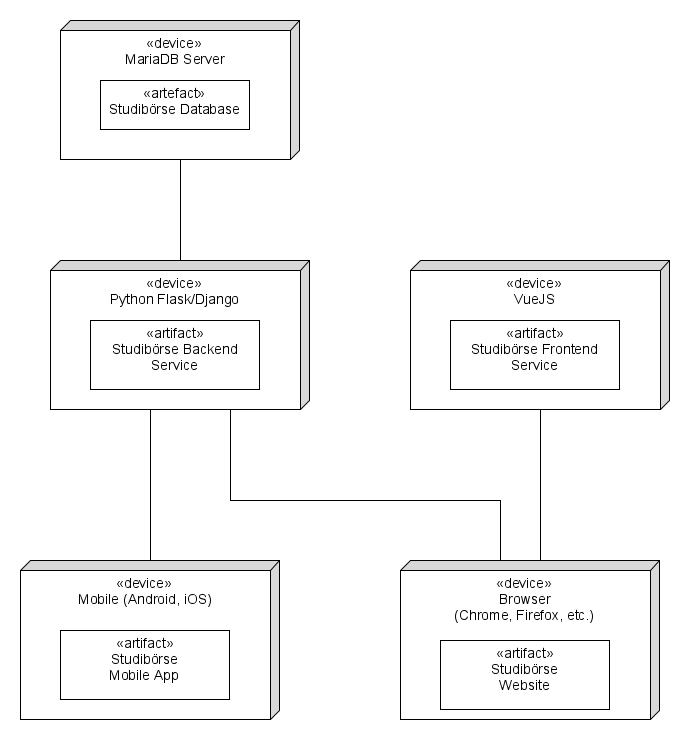 «device»
MariaDB Server
«artefact»
Studibörse Database
«device»
Python Flask/Django
«artifact»
Studibörse Backend
Service
«device»
VueJS
«artifact»
Studibörse Frontend
Service
«device»
Mobile (Android, iOS)
«artifact»
Studibörse
Mobile App
«device»
Browser
(Chrome, Firefox, etc.)
«artifact»
Studibörse
Website